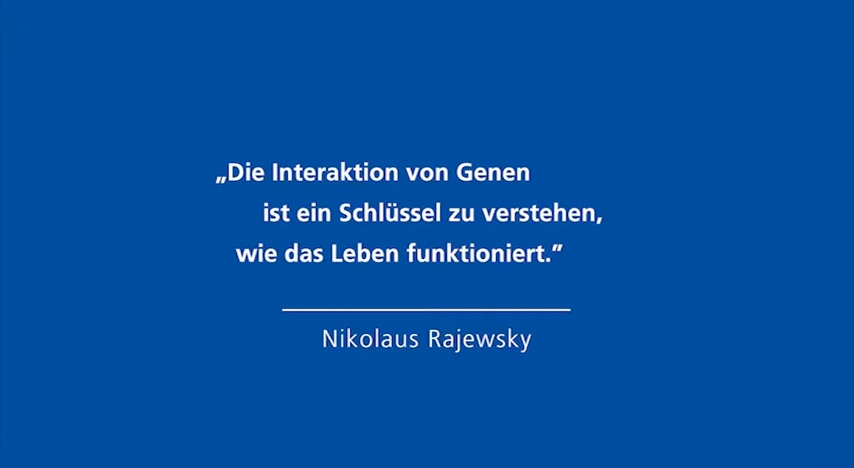 „Die Interaktion von Genen
ist ein Schlüssel zu verstehen,
wie das Leben funktioniert.”
Nikolaus Rajewsky